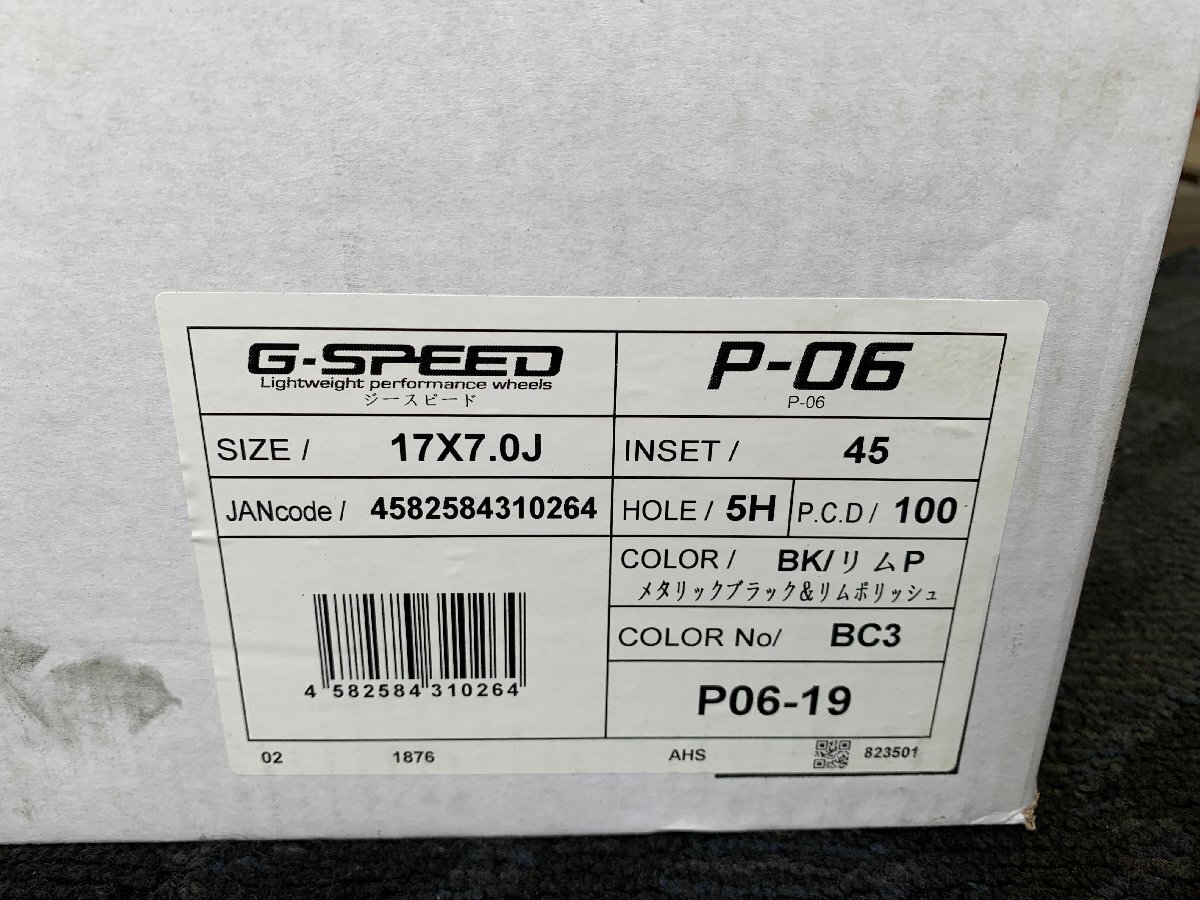 G-SPEED
Lightweight performance wheels
ジースピード
P-06
P-06
SIZE / 17X7.0J
INSET / 45
JANcode / 4582584310264
HOLE / 5H
P.C.D / 100
COLOR / BK/リムP
メタリックブラック&リムポリッシュ
COLOR No/ BC3
4 582584 310264
P06-19
02 1876 AHS 823501